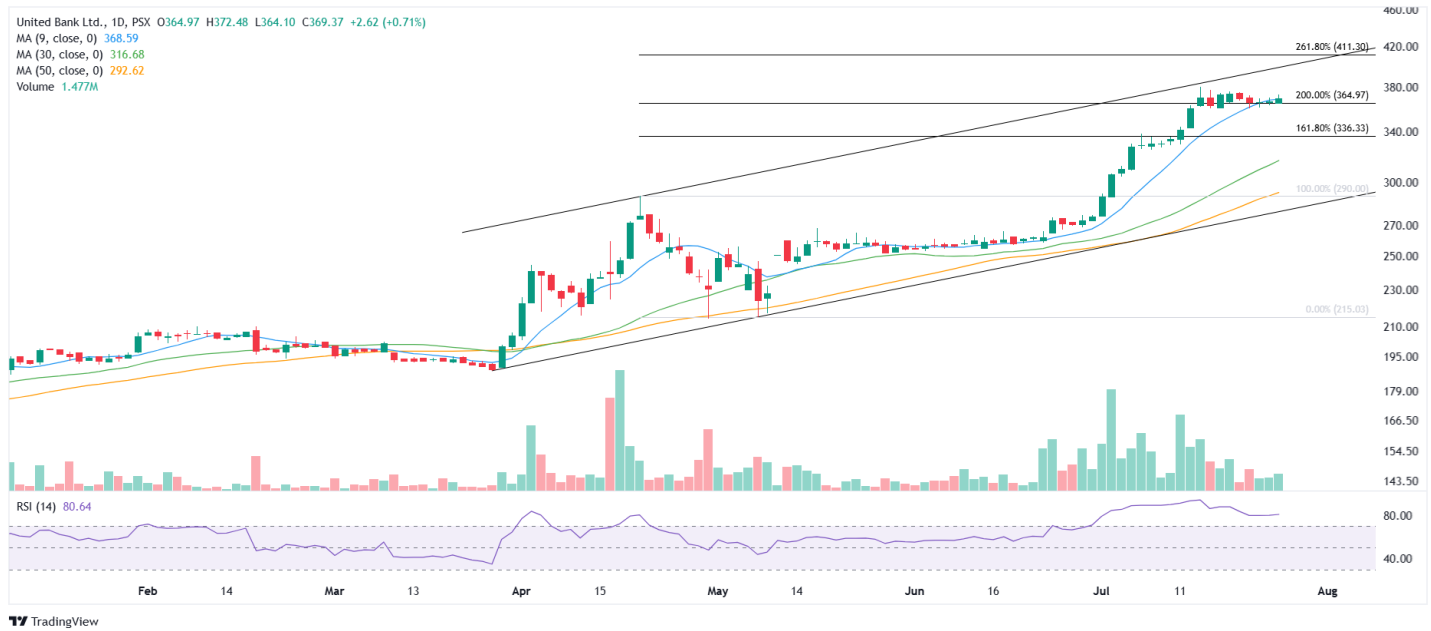 United Bank Ltd., 1D, PSX O364.97 H372.48 L364.10 C369.37 +2.62 (+0.71%)
MA (9, close, 0) 368.59
MA (30, close, 0) 316.68
MA (50, close, 0) 292.62
Volume 1.477M
460.00
261.80% (411.30)
420.00
380.00
200.00% (364.97)
340.00
161.80% (336.33)
300.00
100.00% (290.00)
270.00
250.00
230.00
0.00% (215.03)
210.00
195.00
179.00
166.50
154.50
143.50
RSI (14) 80.64
80.00
40.00
Feb 14 Mar 13 Apr 15 May 14 Jun 16 Jul 11 Aug
TradingView